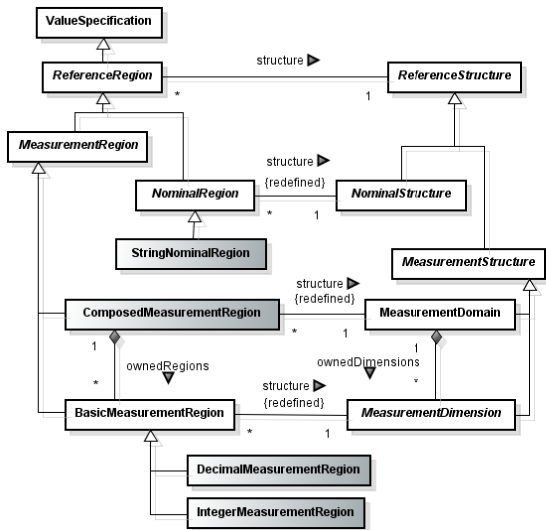 ValueSpecification
ReferenceRegion
structure
ReferenceStructure
* 1
MeasurementRegion
structure
{redefined}
NominalRegion
NominalStructure
* 1
StringNominalRegion
MeasurementStructure
structure
{redefined}
ComposedMeasurementRegion
MeasurementDomain
* 1
1 1
ownedRegions
ownedDimensions
* *
structure
{redefined}
BasicMeasurementRegion
MeasurementDimension
* 1
DecimalMeasurementRegion
IntegerMeasurementRegion